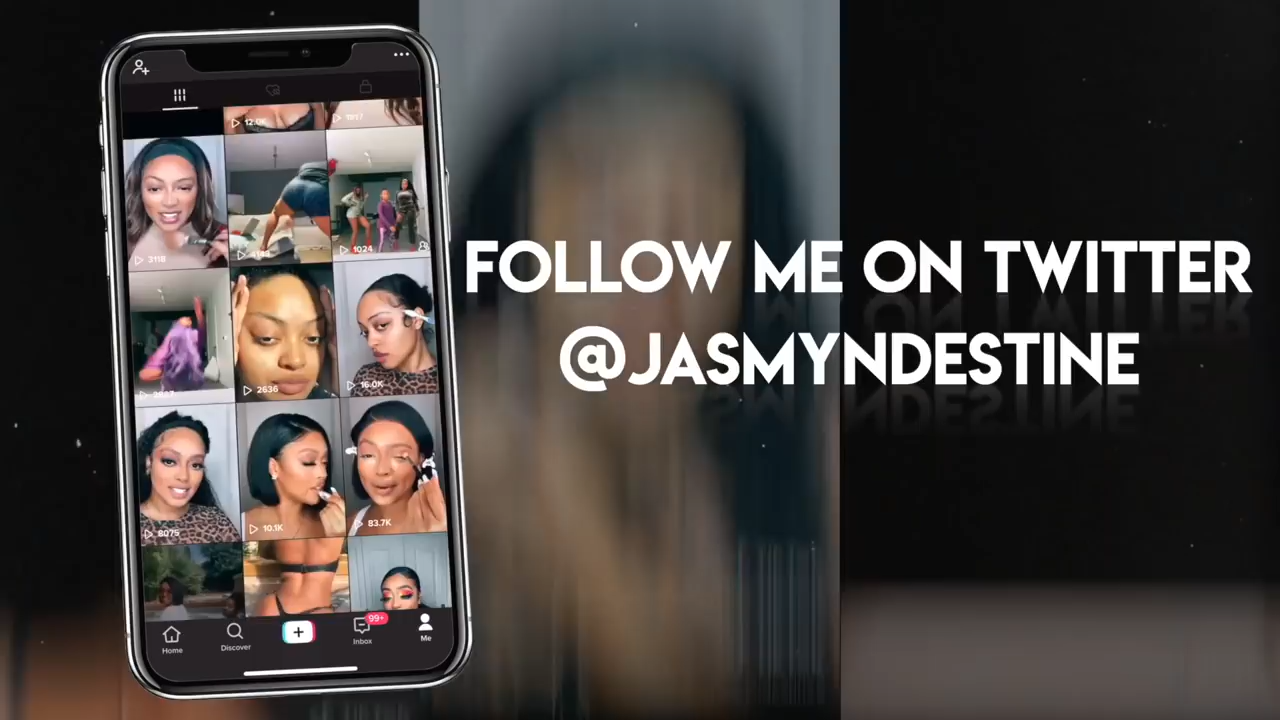 12.0K
1917
3118
1024
2636
16.0K
8075
10.1K
83.7K
Home
Discover
99+
Inbox
Me
FOLLOW ME ON TWITTER
@JASMYNDESTINE